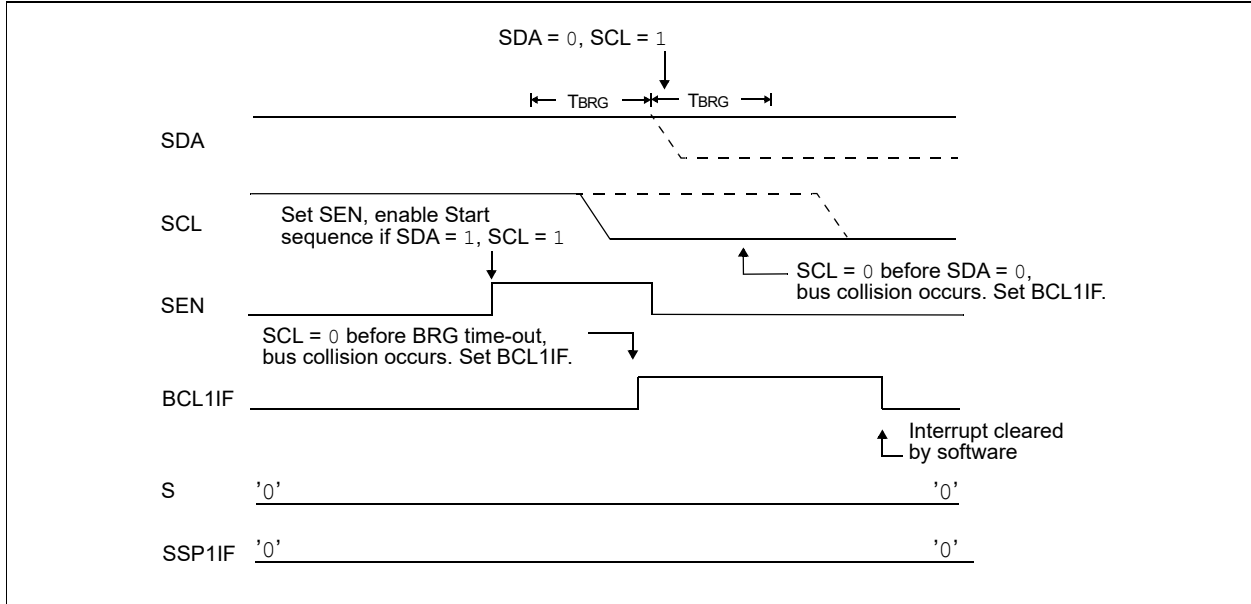 SDA = 0, SCL = 1
TBRG TBRG
SDA
SCL
Set SEN, enable Start
sequence if SDA = 1, SCL = 1
SCL = 0 before SDA = 0,
bus collision occurs. Set BCL1IF.
SEN
SCL = 0 before BRG time-out,
bus collision occurs. Set BCL1IF.
BCL1IF
Interrupt cleared
by software
S '0' '0'
SSP1IF '0' '0'